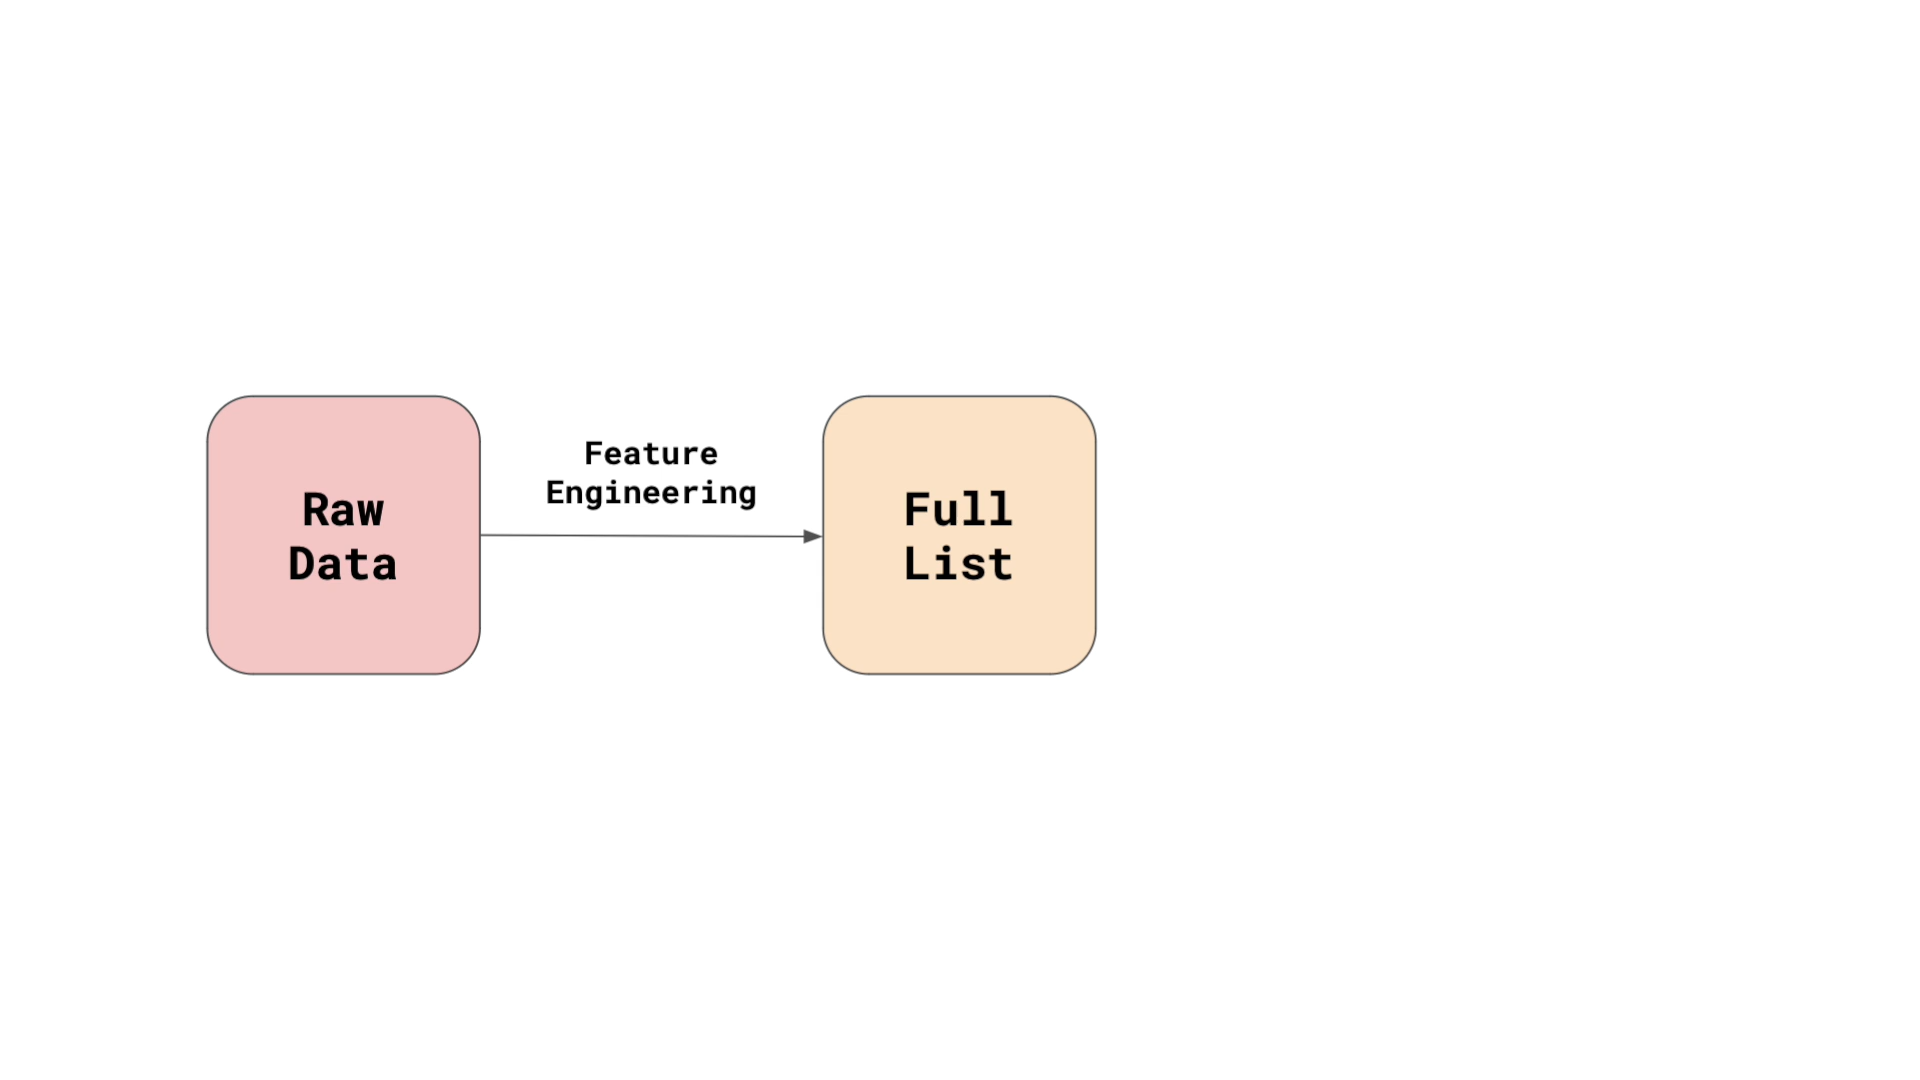 Raw
Data
Feature
Engineering
Full
List